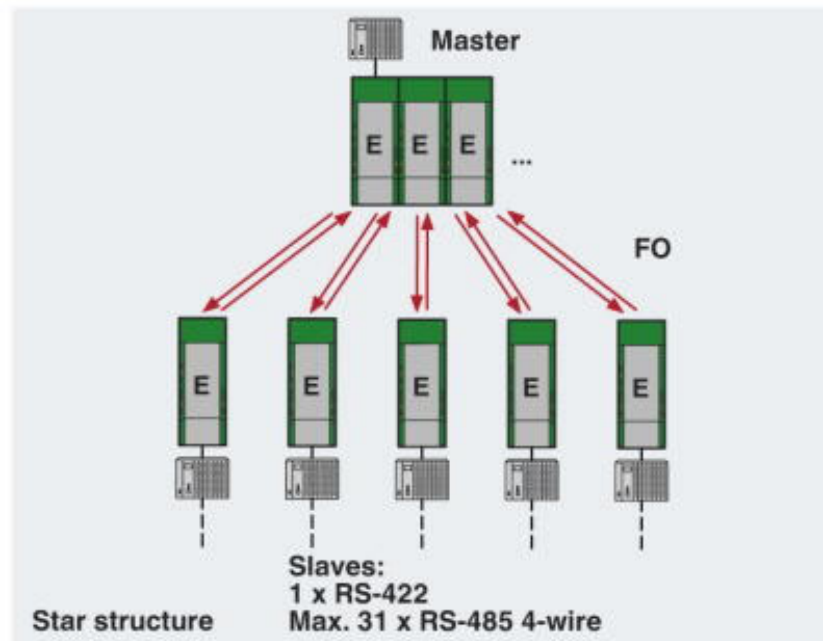 Master
E E E ...
FO
E E E E E
Slaves:
1 x RS-422
Star structure Max. 31 x RS-485 4-wire